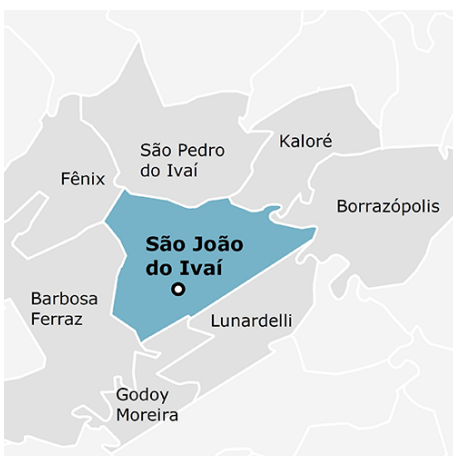 São Pedro
do Ivaí
Kaloré
Fênix
Borrazópolis
São João
do Ivaí
Barbosa
Ferraz
Lunardelli
Godoy
Moreira